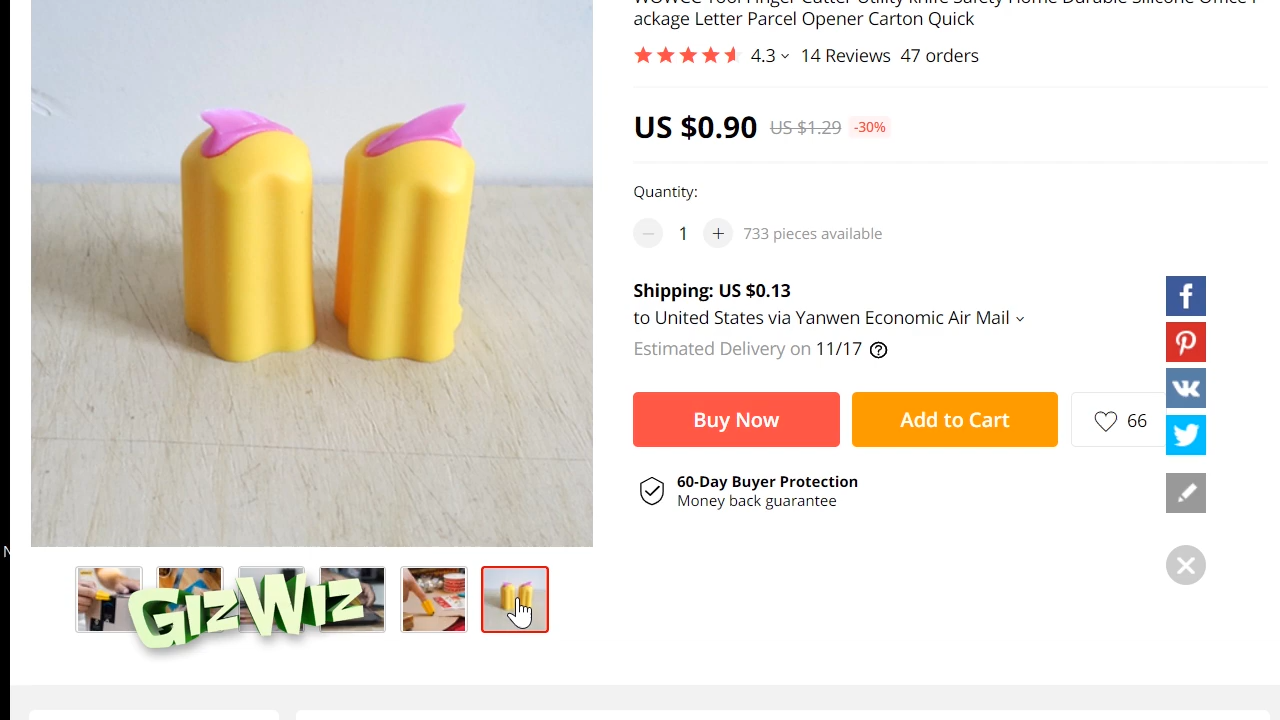 ackage Letter Parcel Opener Carton Quick
4.3 14 Reviews 47 orders
US $0.90 US $1.29 -30%
Quantity:
1 733 pieces available
Shipping: US $0.13
to United States via Yanwen Economic Air Mail
Estimated Delivery on 11/17
Buy Now Add to Cart 66
60-Day Buyer Protection
Money back guarantee
GizWiz